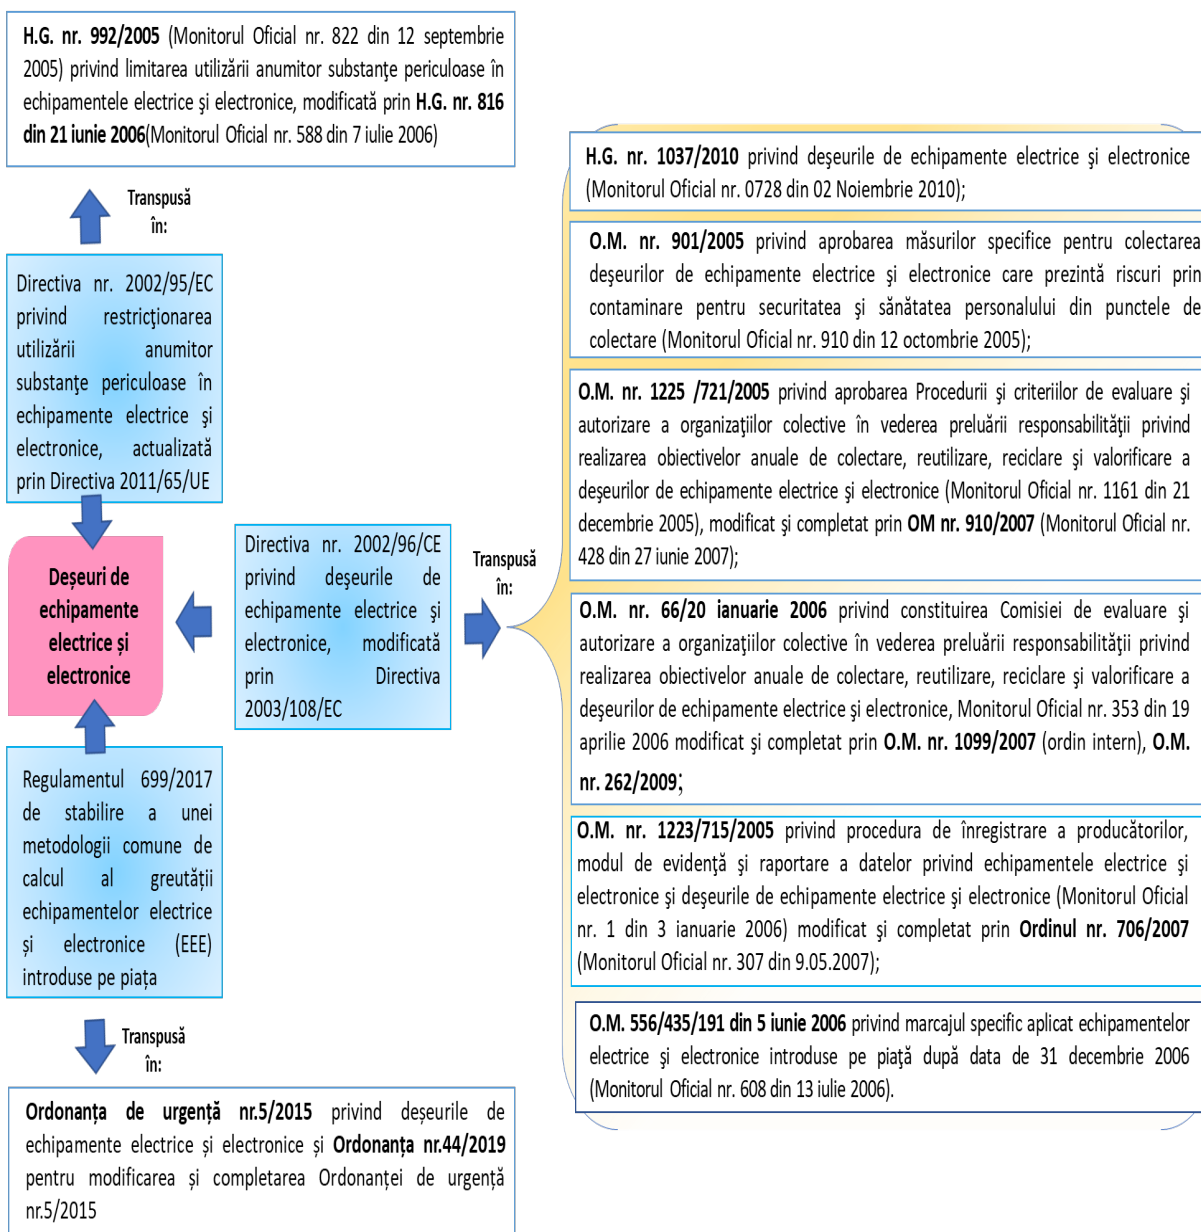 H.G. nr. 992/2005 (Monitorul Oficial nr. 822 din 12 septembrie
2005) privind limitarea utilizării anumitor substanţe periculoase în
echipamentele electrice şi electronice, modificată prin H.G. nr. 816
din 21 iunie 2006(Monitorul Oficial nr. 588 din 7 iulie 2006)
Transpusă
în:
Directiva nr. 2002/95/EC
privind restricţionarea
utilizării anumitor
substanţe periculoase în
echipamente electrice şi
electronice, actualizată
prin Directiva 2011/65/UE
Deșeuri de
echipamente
electrice și
electronice
Directiva nr. 2002/96/CE
privind deşeurile de
echipamente electrice şi
electronice, modificată
prin Directiva
2003/108/EC
Transpusă
în:
Regulamentul 699/2017
de stabilire a unei
metodologii comune de
calcul al greutății
echipamentelor electrice
și electronice (EEE)
introduse pe piața
Transpusă
în:
Ordonanța de urgență nr.5/2015 privind deșeurile de
echipamente electrice și electronice și Ordonanța nr.44/2019
pentru modificarea și completarea Ordonanței de urgență
nr.5/2015
H.G. nr. 1037/2010 privind deşeurile de echipamente electrice şi electronice
(Monitorul Oficial nr. 0728 din 02 Noiembrie 2010);
O.M. nr. 901/2005 privind aprobarea măsurilor specifice pentru colectarea
deşeurilor de echipamente electrice şi electronice care prezintă riscuri prin
contaminare pentru securitatea şi sănătatea personalului din punctele de
colectare (Monitorul Oficial nr. 910 din 12 octombrie 2005);
O.M. nr. 1225 /721/2005 privind aprobarea Procedurii şi criteriilor de evaluare şi
autorizare a organizaţiilor colective în vederea preluării responsabilităţii privind
realizarea obiectivelor anuale de colectare, reutilizare, reciclare şi valorificare a
deşeurilor de echipamente electrice şi electronice (Monitorul Oficial nr. 1161 din 21
decembrie 2005), modificat şi completat prin OM nr. 910/2007 (Monitorul Oficial nr.
428 din 27 iunie 2007);
O.M. nr. 66/20 ianuarie 2006 privind constituirea Comisiei de evaluare şi
autorizare a organizaţiilor colective în vederea preluării responsabilităţii privind
realizarea obiectivelor anuale de colectare, reutilizare, reciclare şi valorificare a
deşeurilor de echipamente electrice şi electronice, Monitorul Oficial nr. 353 din 19
aprilie 2006 modificat şi completat prin O.M. nr. 1099/2007 (ordin intern), O.M.
nr. 262/2009;
O.M. nr. 1223/715/2005 privind procedura de înregistrare a producătorilor,
modul de evidenţă şi raportare a datelor privind echipamentele electrice şi
electronice şi deşeurile de echipamente electrice şi electronice (Monitorul Oficial
nr. 1 din 3 ianuarie 2006) modificat şi completat prin Ordinul nr. 706/2007
(Monitorul Oficial nr. 307 din 9.05.2007);
O.M. 556/435/191 din 5 iunie 2006 privind marcajul specific aplicat echipamentelor
electrice şi electronice introduse pe piaţă după data de 31 decembrie 2006
(Monitorul Oficial nr. 608 din 13 iulie 2006).